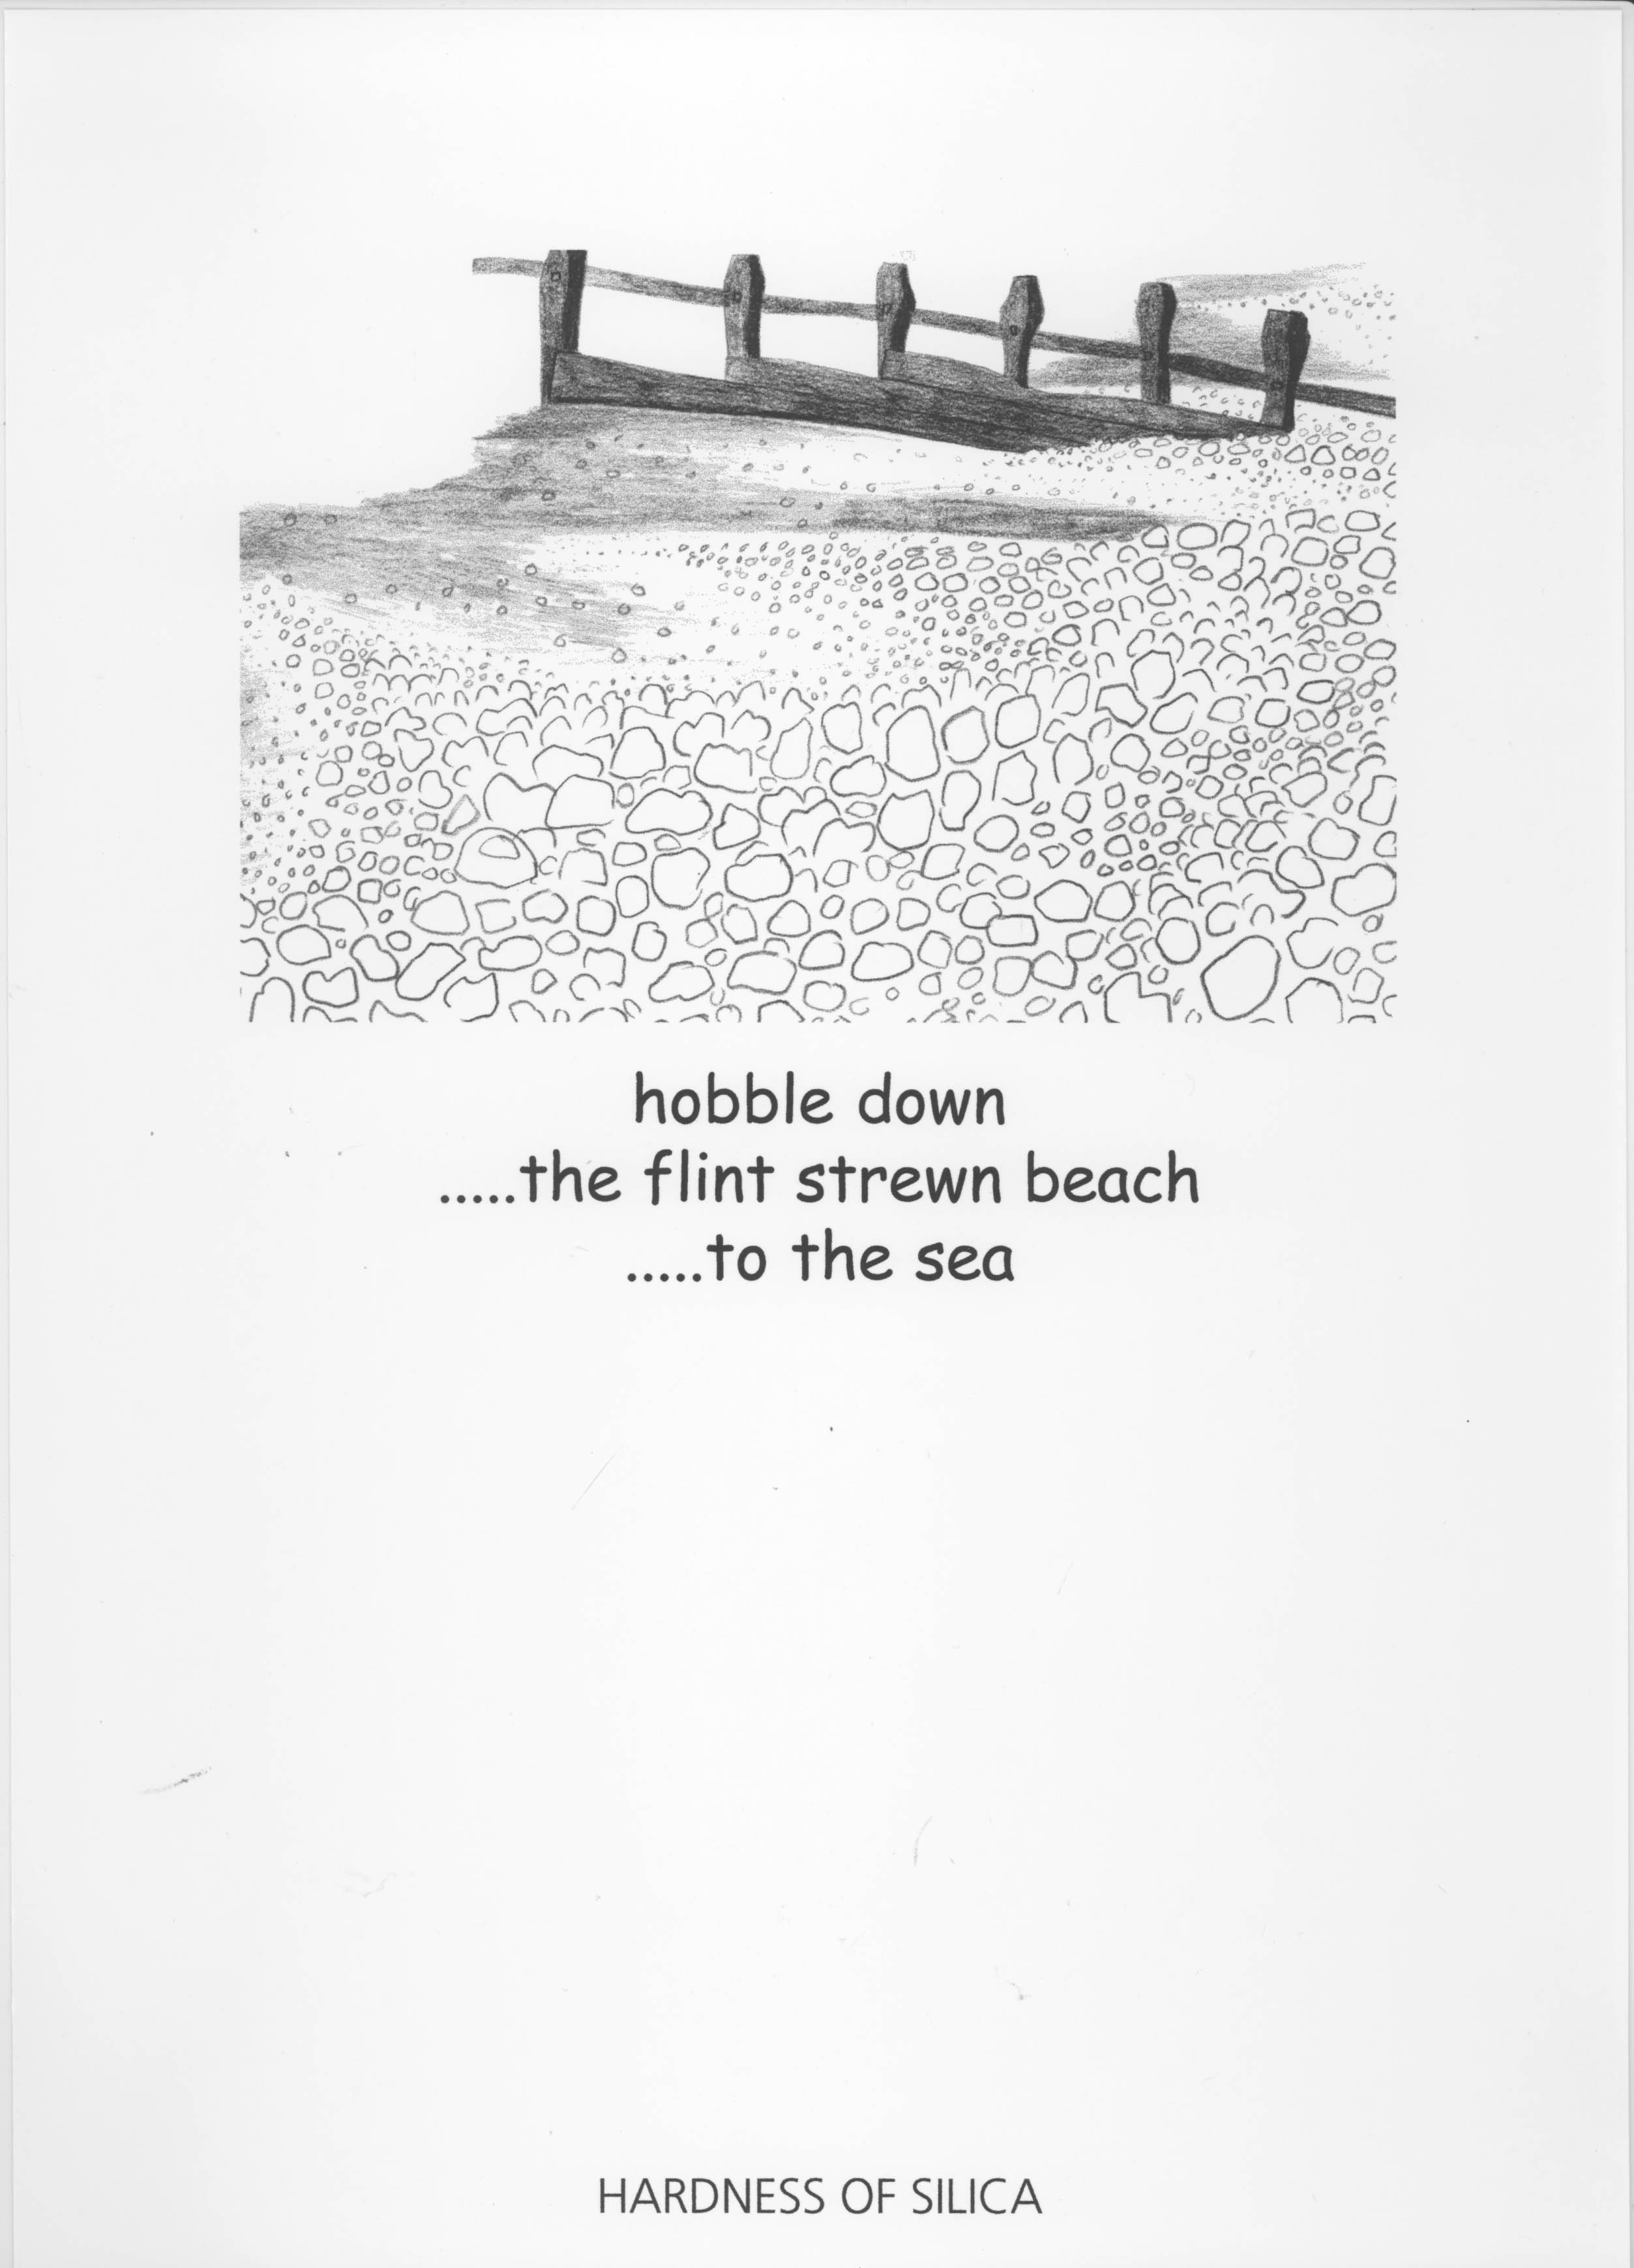 hobble down
.....the flint strewn beach
.....to the sea
HARDNESS OF SILICA